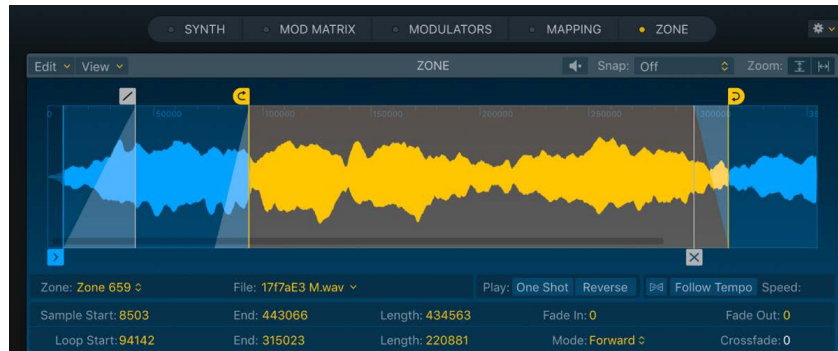 SYNTH MOD MATRIX MODULATORS MAPPING ZONE
Edit View ZONE Snap: Off Zoom:
0 50000 100000 150000 200000 250000 300000 35
Zone: Zone 659 File: 17f7aE3 M.wav Play: One Shot Reverse Follow Tempo Speed:
Sample Start: 8503 End: 443066 Length: 434563 Fade In: 0 Fade Out: 0
Loop Start: 94142 End: 315023 Length: 220881 Mode: Forward Crossfade: 0